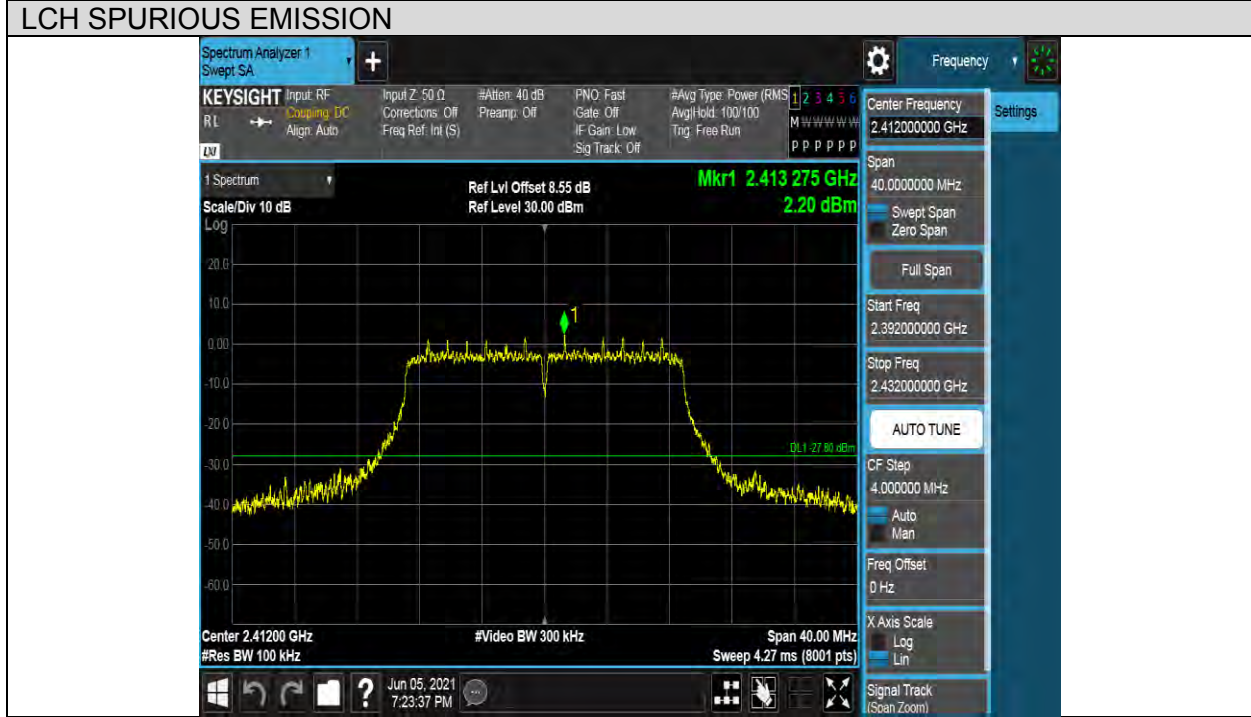 LCH SPURIOUS EMISSION
Spectrum Analyzer 1
Swept SA
+
Frequency
KEYSIGHT
RL
LXI
Input: RF
Coupling: DC
Align: Auto
Input Z: 50 Ω
Corrections: Off
Freq Ref: Int (S)
#Atten: 40 dB
Preamp: Off
PNO: Fast
Gate: Off
IF Gain: Low
Sig Track: Off
#Avg Type: Power (RMS
Avg|Hold: 100/100
Trig: Free Run
1 2 3 4 5 6
M W W W W W
P P P P P P
1 Spectrum
Scale/Div 10 dB
Ref Lvl Offset 8.55 dB
Ref Level 30.00 dBm
Mkr1 2.413 275 GHz
2.20 dBm
Log
20.0
10.0
0.00
-10.0
-20.0
-30.0
-40.0
-50.0
-60.0
1
DL1 -27.80 dBm
Center 2.41200 GHz
#Res BW 100 kHz
#Video BW 300 kHz
Span 40.00 MHz
Sweep 4.27 ms (8001 pts)
Center Frequency
2.412000000 GHz
Settings
Span
40.0000000 MHz
Swept Span
Zero Span
Full Span
Start Freq
2.392000000 GHz
Stop Freq
2.432000000 GHz
AUTO TUNE
CF Step
4.000000 MHz
Auto
Man
Freq Offset
0 Hz
X Axis Scale
Log
Lin
Signal Track
(Span Zoom)
?
Jun 05, 2021
7:23:37 PM